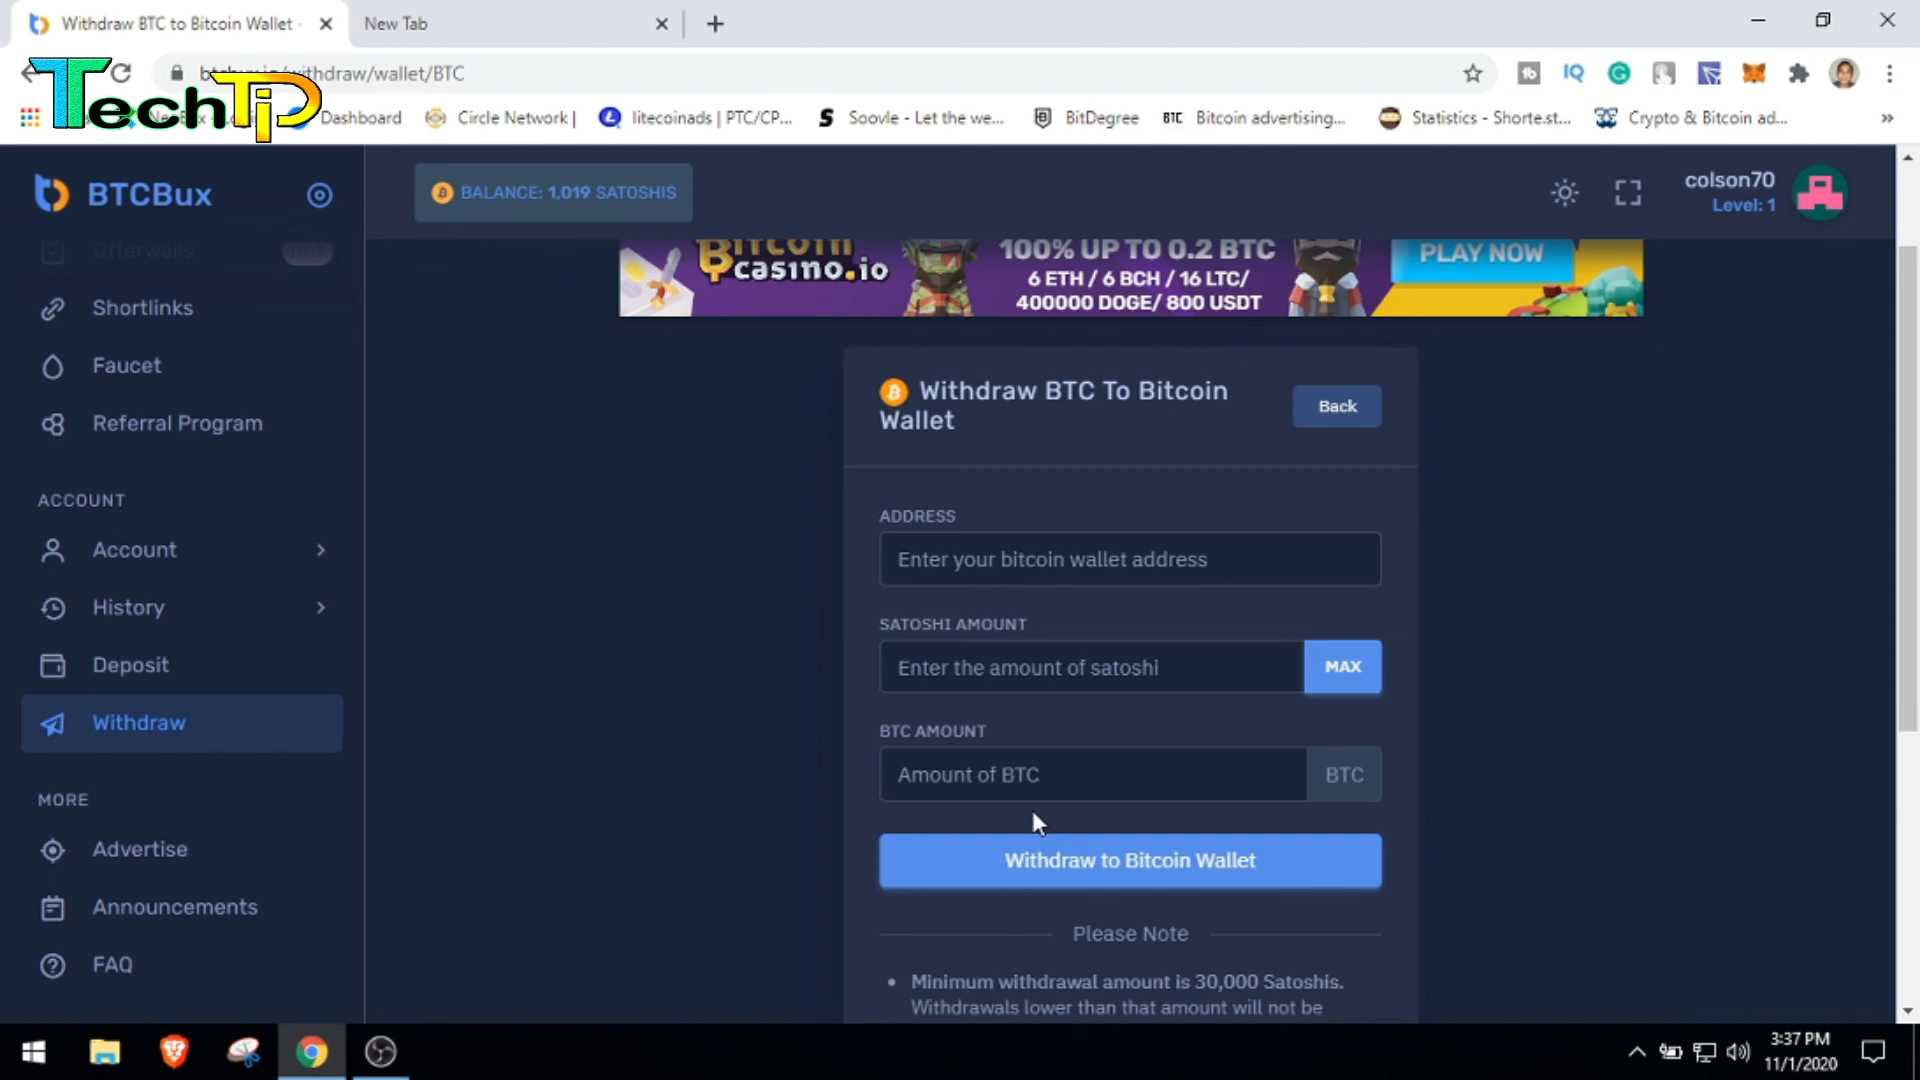 Withdraw BTC to Bitcoin Wallet -
New Tab
withdraw/wallet/BTC
TechTip
Dashboard
Circle Network |
litecoinads | PTC/CP...
Soovle - Let the we...
BitDegree
BTC Bitcoin advertising...
Statistics - Shorte.st...
Crypto & Bitcoin ad...
»
BTCBux
BALANCE: 1,019 SATOSHIS
colson70
Level: 1
Offerwalls
Shortlinks
Faucet
Referral Program
ACCOUNT
Account
History
Deposit
Withdraw
MORE
Advertise
Announcements
FAQ
Bitcoin
casino.io
100% UP TO 0.2 BTC
6 ETH / 6 BCH / 16 LTC/
400000 DOGE/ 800 USDT
PLAY NOW
Withdraw BTC To Bitcoin
Wallet
Back
ADDRESS
Enter your bitcoin wallet address
SATOSHI AMOUNT
Enter the amount of satoshi
MAX
BTC AMOUNT
Amount of BTC
BTC
Withdraw to Bitcoin Wallet
Please Note
Minimum withdrawal amount is 30,000 Satoshis.
Withdrawals lower than that amount will not be
3:37 PM
11/1/2020